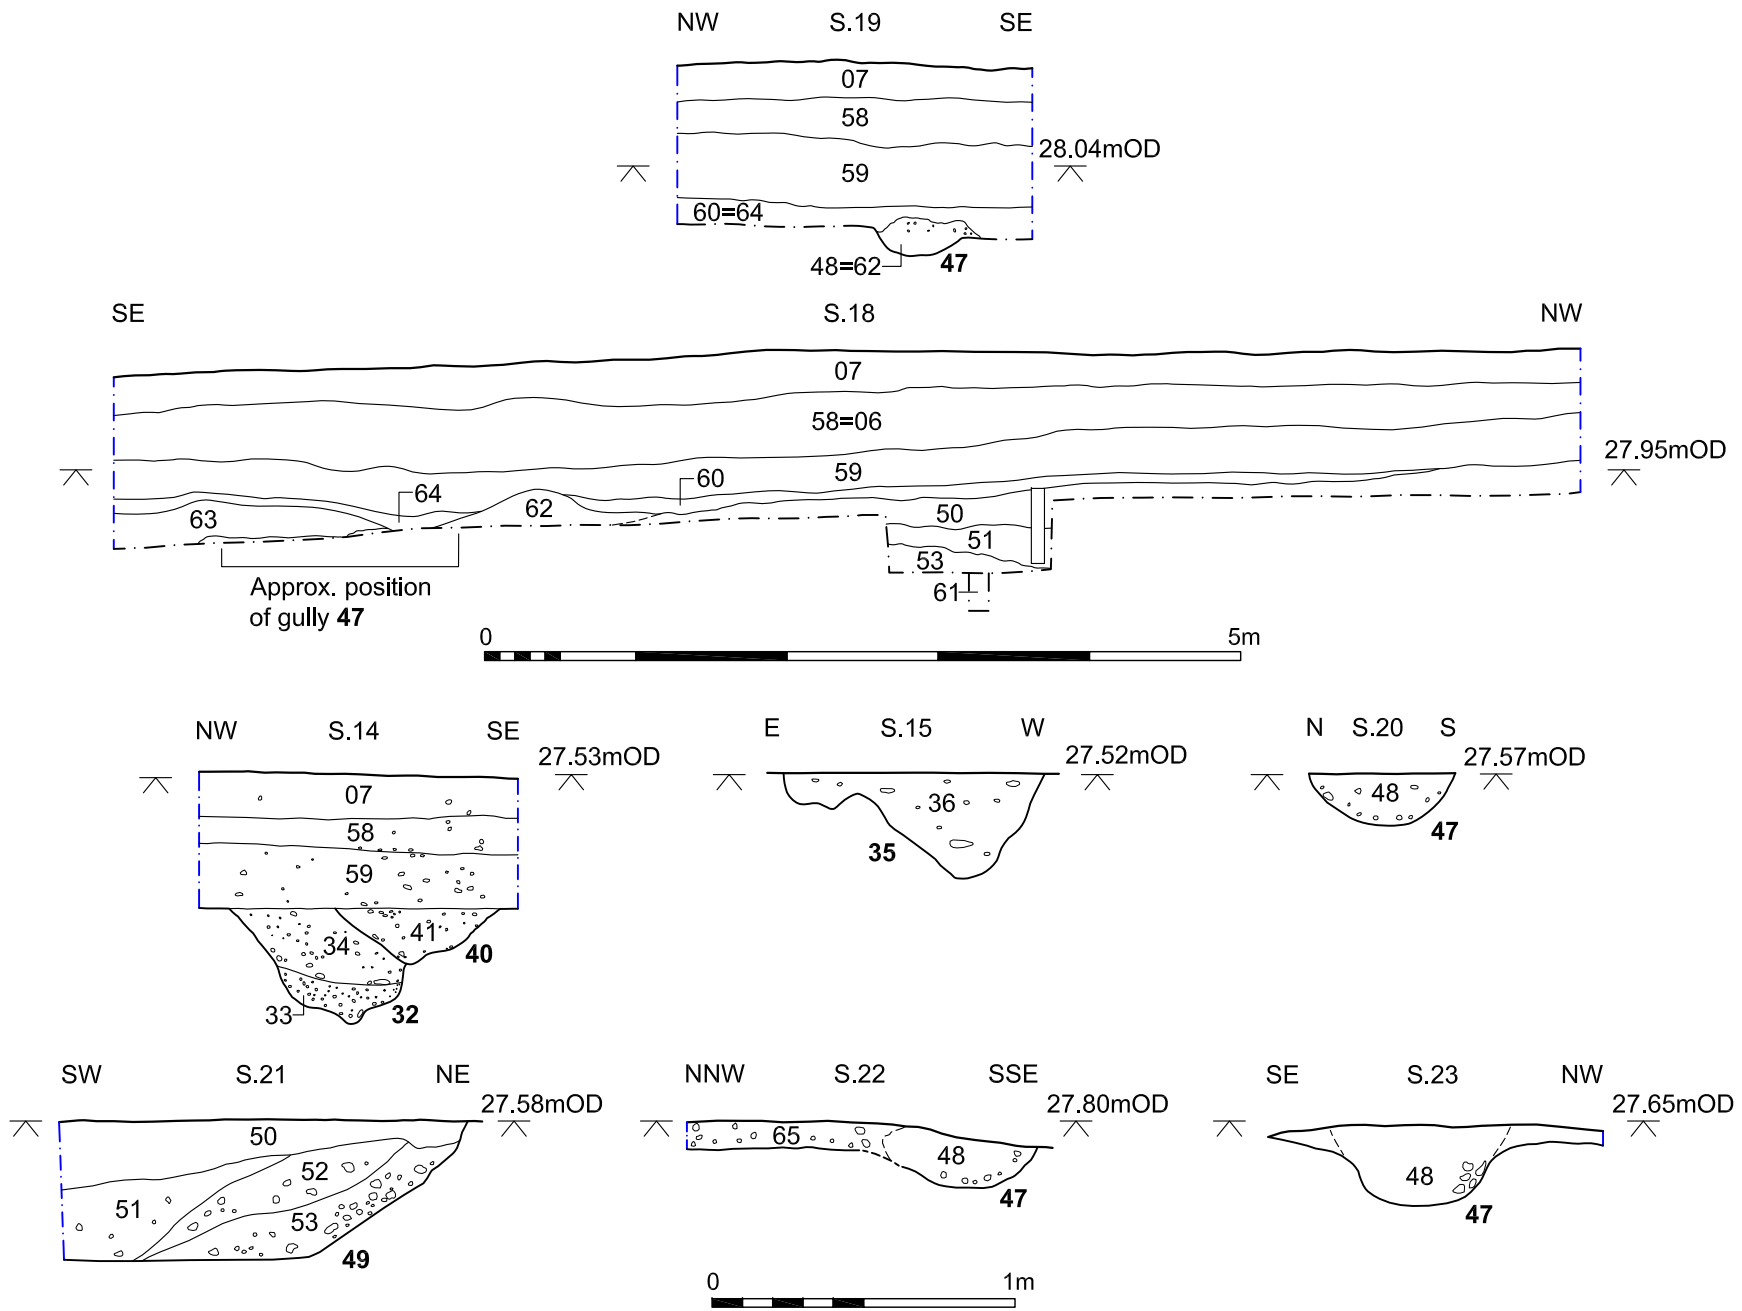 NW S.19 SE
07
58
28.04mOD
59
60=64
48=62 47
SE S.18 NW
07
58=06
27.95mOD
59
60
64
62
63
50
51
53
61
Approx. position
of gully 47
0 5m
NW S.14 SE
27.53mOD
07
58
59
34
41
40
33
32
E S.15 W
27.52mOD
36
35
N S.20 S
27.57mOD
48
47
SW S.21 NE
27.58mOD
50
52
51
53
49
NNW S.22 SSE
27.80mOD
65
48
47
SE S.23 NW
27.65mOD
48
47
0 1m